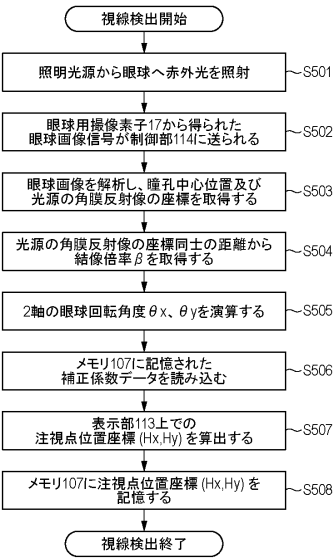 視線検出開始
照明光源から眼球へ赤外光を照射
S501
眼球用撮像素子17から得られた
眼球画像信号が制御部114に送られる
S502
眼球画像を解析し、瞳孔中心位置及び
光源の角膜反射像の座標を取得する
S503
光源の角膜反射像の座標同士の距離から
結像倍率βを取得する
S504
2軸の眼球回転角度θx、θyを演算する
S505
メモリ107に記憶された
補正係数データを読み込む
S506
表示部113上での
注視点位置座標(Hx,Hy)を算出する
S507
メモリ107に注視点位置座標(Hx,Hy)を
記憶する
S508
視線検出終了